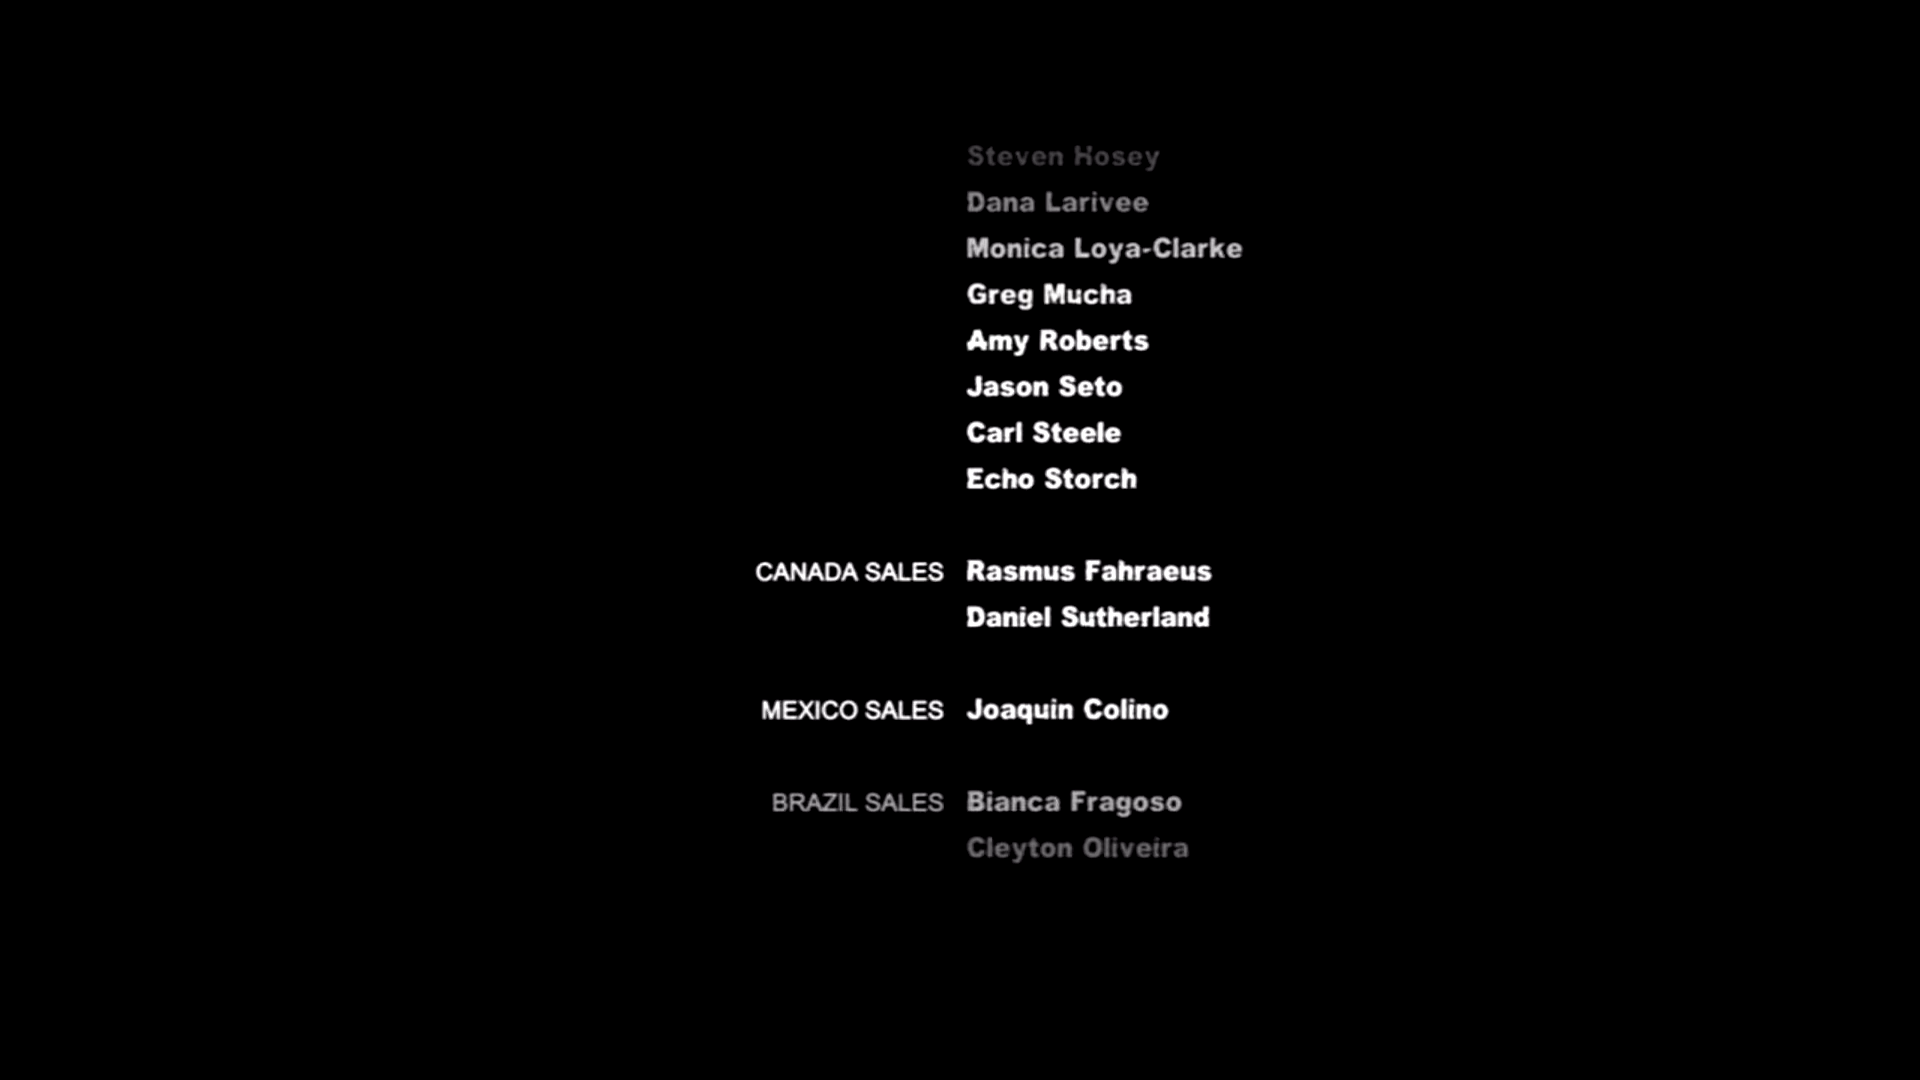 Steven Hosey
Dana Larivee
Monica Loya-Clarke
Greg Mucha
Amy Roberts
Jason Seto
Carl Steele
Echo Storch
CANADA SALES Rasmus Fahraeus
Daniel Sutherland
MEXICO SALES Joaquin Colino
BRAZIL SALES Bianca Fragoso
Cleyton Oliveira